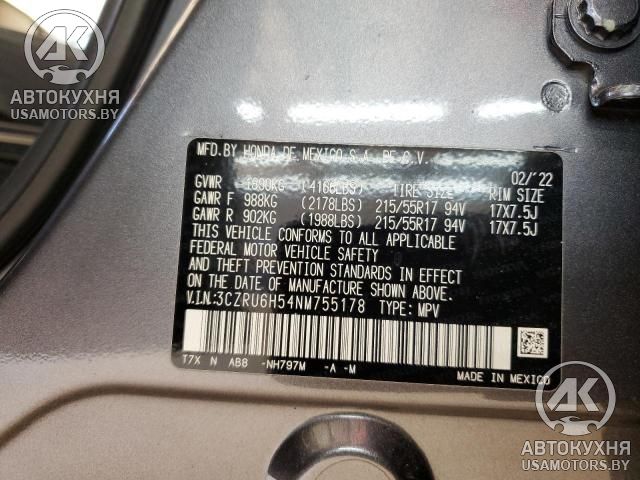 AK
АВТОКУХНЯ
USAMOTORS.BY
MFD.BY HONDA DE MEXICO S.A. DE C.V.
02/'22
GVWR 1890KG (4168LBS) TIRE SIZE RIM SIZE
GAWR F 988KG (2178LBS) 215/55R17 94V 17X7.5J
GAWR R 902KG (1988LBS) 215/55R17 94V 17X7.5J
THIS VEHICLE CONFORMS TO ALL APPLICABLE
FEDERAL MOTOR VEHICLE SAFETY
AND THEFT PREVENTION STANDARDS IN EFFECT
ON THE DATE OF MANUFACTURE SHOWN ABOVE.
V.I.N:3CZRU6H54NM755178 TYPE: MPV
T7X N AB8 -NH797M -A -M
MADE IN MEXICO
AK
АВТОКУХНЯ
USAMOTORS.BY